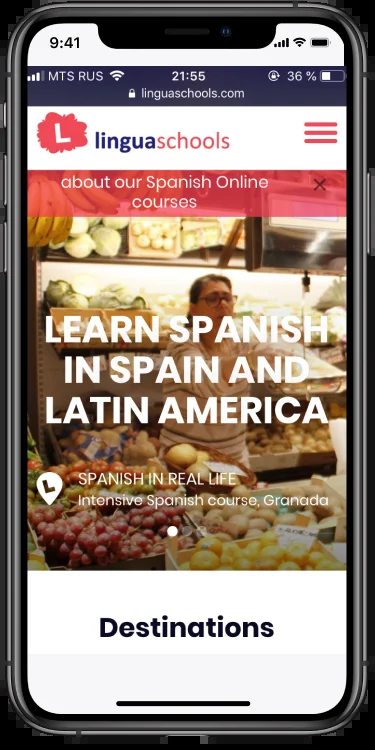 9:41
MTS RUS 21:55 36 %
linguaschools.com
L linguaschools
about our Spanish Online
courses
LEARN SPANISH
IN SPAIN AND
LATIN AMERICA
SPANISH IN REAL LIFE
Intensive Spanish course, Granada
Destinations